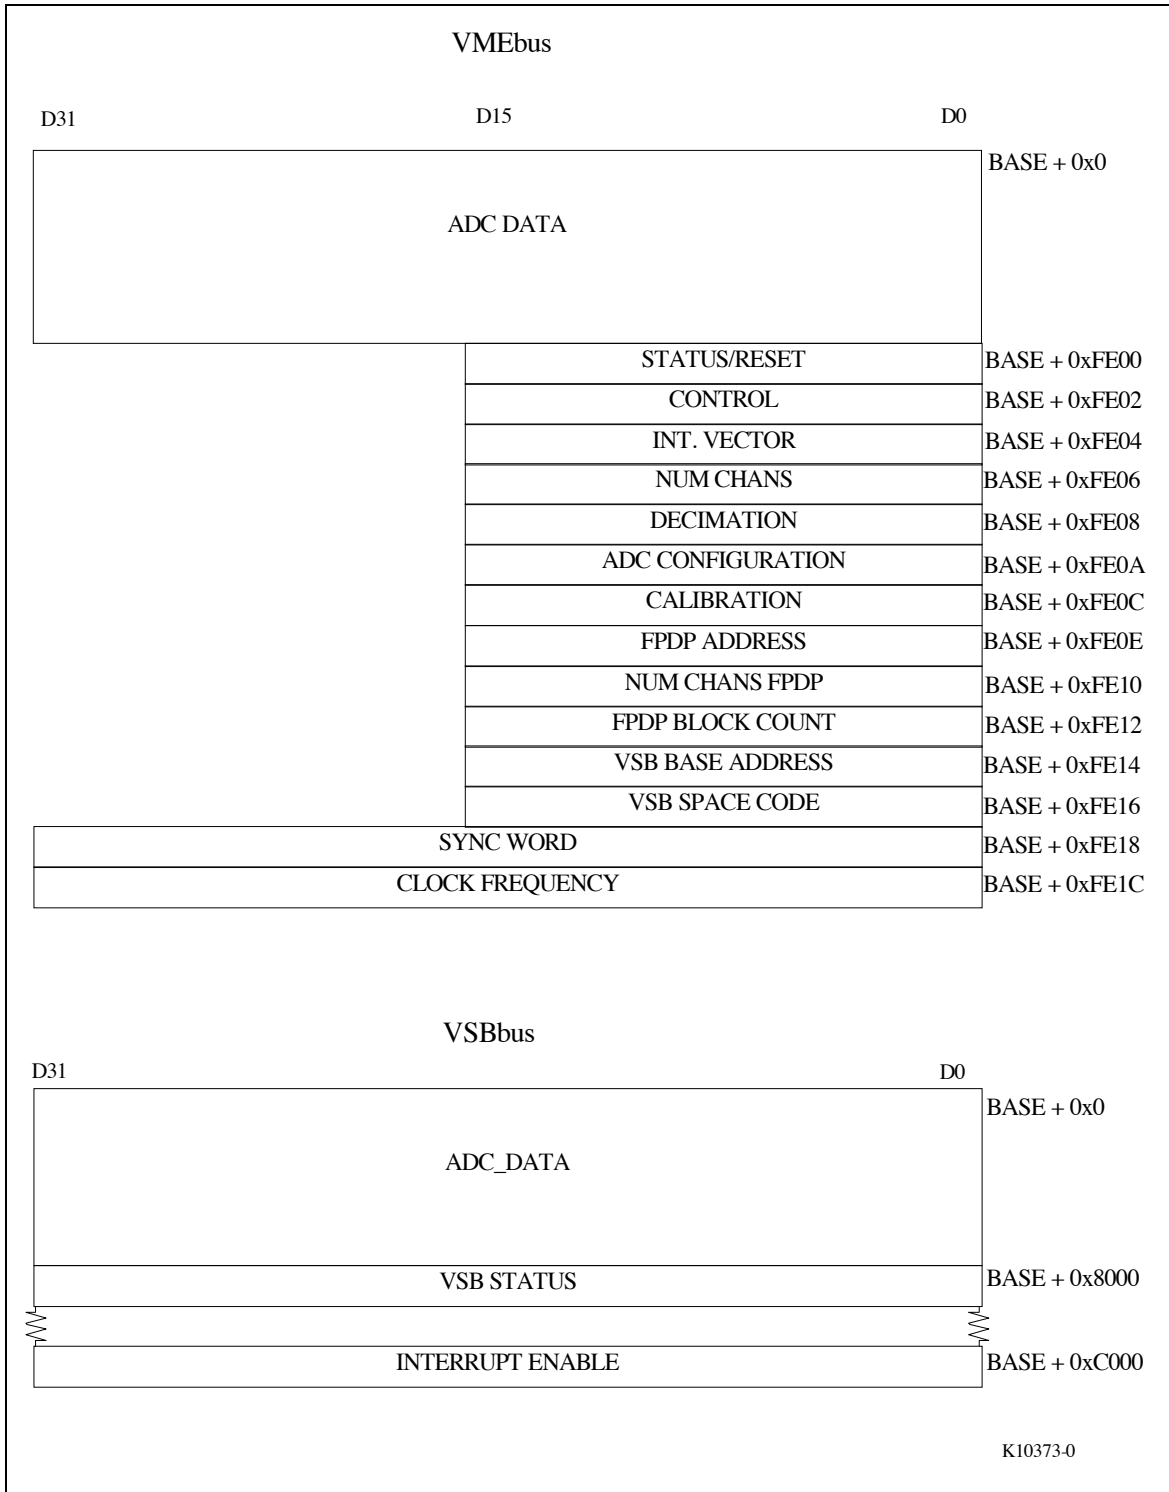 VMEbus
D31 D15 D0
BASE + 0x0
ADC DATA
STATUS/RESET BASE + 0xFE00
CONTROL BASE + 0xFE02
INT. VECTOR BASE + 0xFE04
NUM CHANS BASE + 0xFE06
DECIMATION BASE + 0xFE08
ADC CONFIGURATION BASE + 0xFE0A
CALIBRATION BASE + 0xFE0C
FPDP ADDRESS BASE + 0xFE0E
NUM CHANS FPDP BASE + 0xFE10
FPDP BLOCK COUNT BASE + 0xFE12
VSB BASE ADDRESS BASE + 0xFE14
VSB SPACE CODE BASE + 0xFE16
SYNC WORD BASE + 0xFE18
CLOCK FREQUENCY BASE + 0xFE1C
VSBbus
D31 D0
BASE + 0x0
ADC_DATA
VSB STATUS BASE + 0x8000
INTERRUPT ENABLE BASE + 0xC000
K10373-0